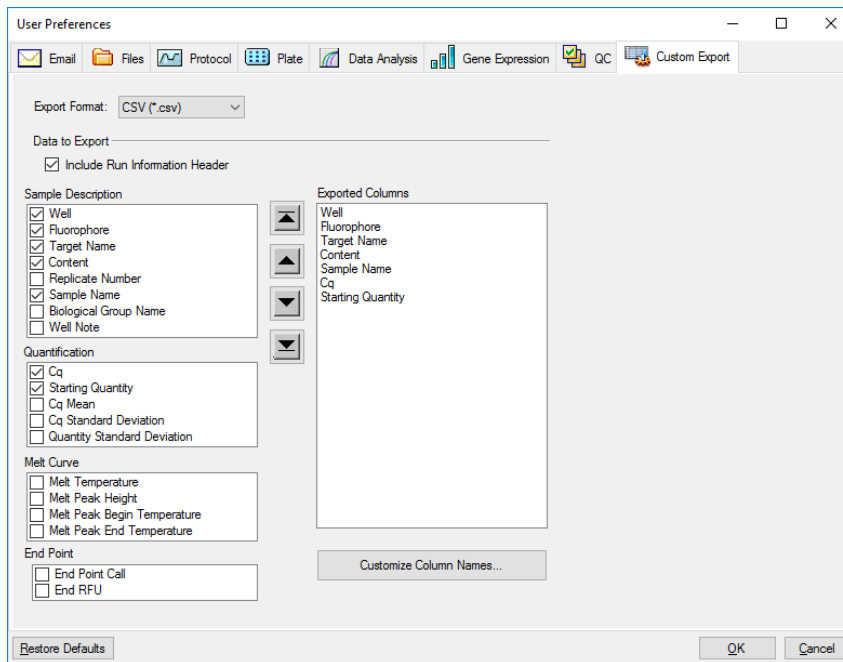 User Preferences
Email Files Protocol Plate Data Analysis Gene Expression QC Custom Export
Export Format: CSV (*.csv)
Data to Export
Include Run Information Header
Sample Description
Well
Fluorophore
Target Name
Content
Replicate Number
Sample Name
Biological Group Name
Well Note
Quantification
Cq
Starting Quantity
Cq Mean
Cq Standard Deviation
Quantity Standard Deviation
Melt Curve
Melt Temperature
Melt Peak Height
Melt Peak Begin Temperature
Melt Peak End Temperature
End Point
End Point Call
End RFU
Exported Columns
Well
Fluorophore
Target Name
Content
Sample Name
Cq
Starting Quantity
Customize Column Names...
Restore Defaults OK Cancel